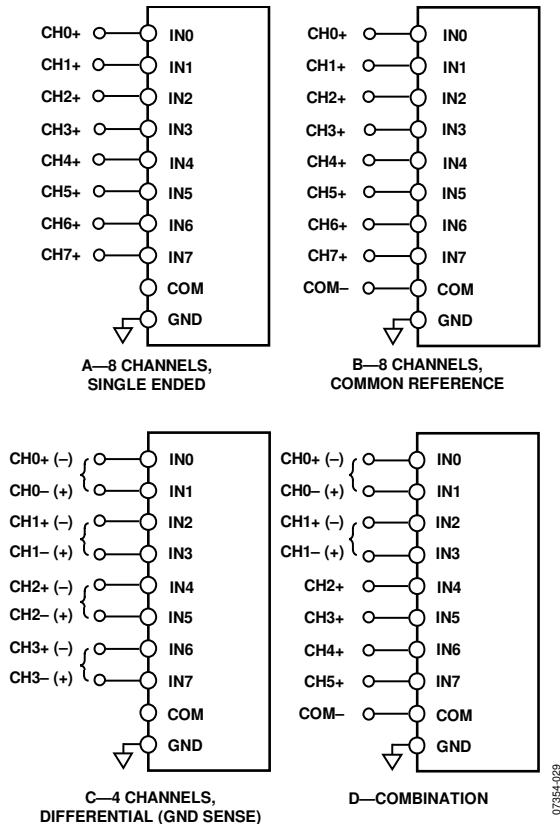 CH0+ IN0
CH1+ IN1
CH2+ IN2
CH3+ IN3
CH4+ IN4
CH5+ IN5
CH6+ IN6
CH7+ IN7
COM
GND
A—8 CHANNELS,
SINGLE ENDED
CH0+ IN0
CH1+ IN1
CH2+ IN2
CH3+ IN3
CH4+ IN4
CH5+ IN5
CH6+ IN6
CH7+ IN7
COM– COM
GND
B—8 CHANNELS,
COMMON REFERENCE
CH0+ (–) IN0
CH0– (+) IN1
CH1+ (–) IN2
CH1– (+) IN3
CH2+ (–) IN4
CH2– (+) IN5
CH3+ (–) IN6
CH3– (+) IN7
COM
GND
C—4 CHANNELS,
DIFFERENTIAL (GND SENSE)
CH0+ (–) IN0
CH0– (+) IN1
CH1+ (–) IN2
CH1– (+) IN3
CH2+ IN4
CH3+ IN5
CH4+ IN6
CH5+ IN7
COM– COM
GND
D—COMBINATION
07354-029